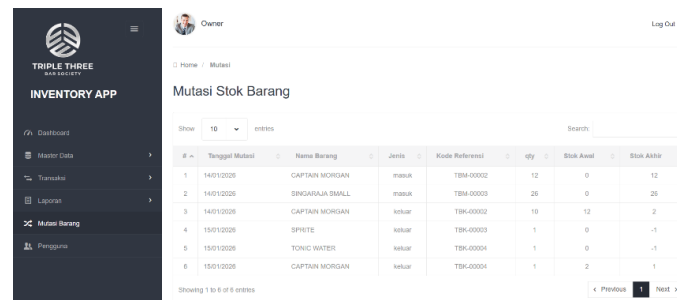 TRIPLE THREE
BAR SOCIETY
INVENTORY APP
Dashboard
Master Data
Transaksi
Laporan
Mutasi Barang
Pengguna
Owner
Log Out
Home / Mutasi
Mutasi Stok Barang
Show 10 entries
Search:
# Tanggal Mutasi Nama Barang Jenis Kode Referensi qty Stok Awal Stok Akhir
1 14/01/2026 CAPTAIN MORGAN masuk TBM-00002 12 0 12
2 14/01/2026 SINGARAJA SMALL masuk TBM-00003 26 0 26
3 14/01/2026 CAPTAIN MORGAN keluar TBK-00002 10 12 2
4 15/01/2026 SPRITE keluar TBK-00003 1 0 -1
5 15/01/2026 TONIC WATER keluar TBK-00004 1 0 -1
6 15/01/2026 CAPTAIN MORGAN keluar TBK-00004 1 2 1
Showing 1 to 6 of 6 entries
Previous 1 Next